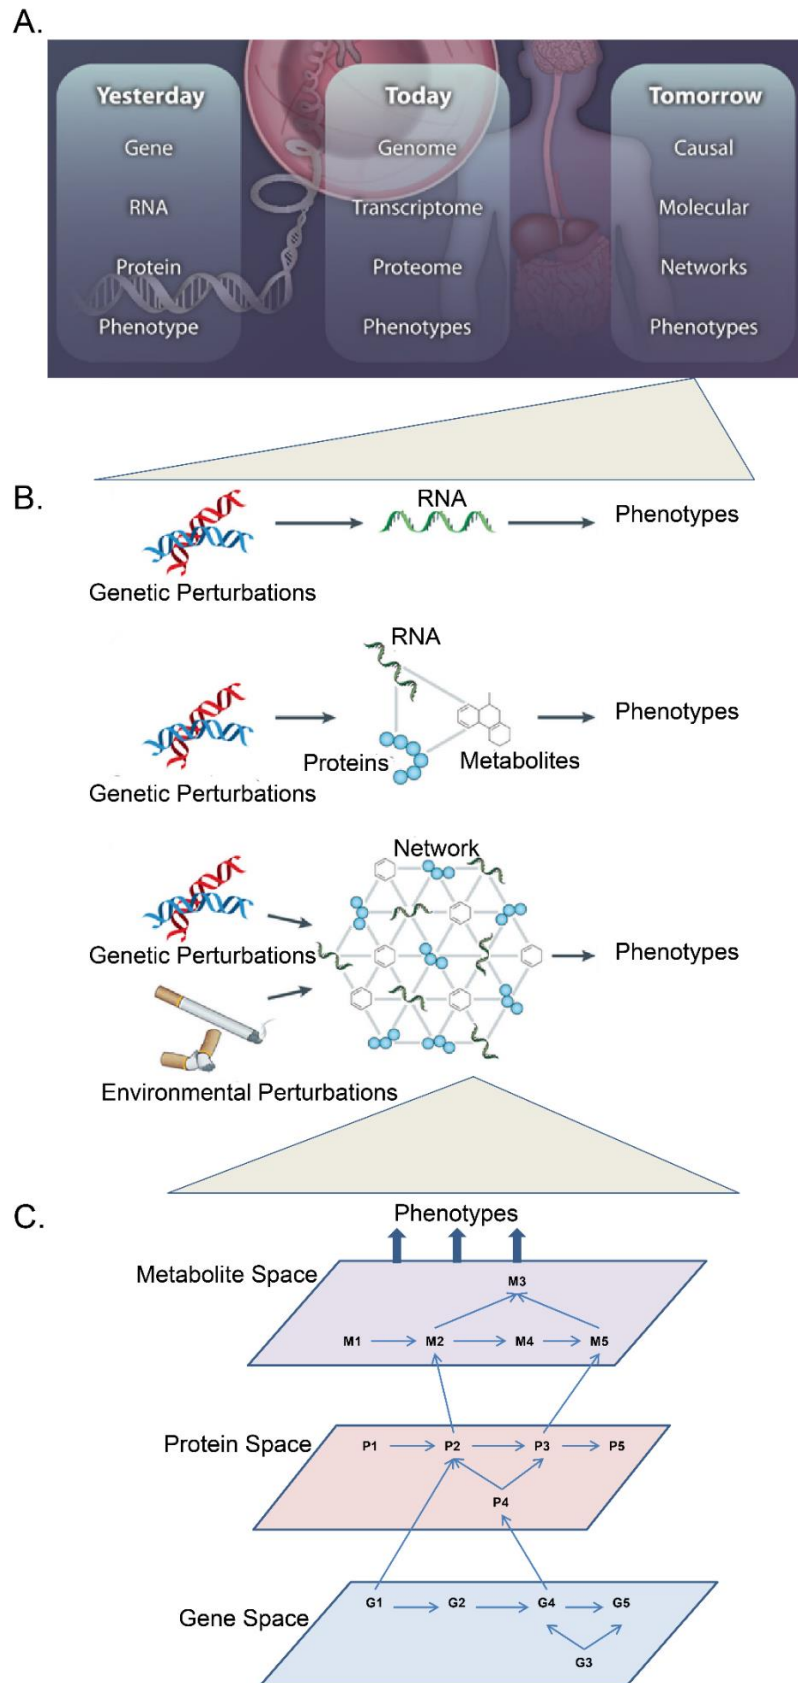 A.
Yesterday
Gene
RNA
Protein
Phenotype
Today
Genome
Transcriptome
Proteome
Phenotypes
Tomorrow
Causal
Molecular
Networks
Phenotypes
B.
RNA
Phenotypes
Genetic Perturbations
RNA
Phenotypes
Proteins
Metabolites
Genetic Perturbations
Network
Genetic Perturbations
Phenotypes
Environmental Perturbations
C.
Phenotypes
Metabolite Space
M3
M1 M2 M4 M5
Protein Space
P1 P2 P3 P5
P4
Gene Space
G1 G2 G4 G5
G3